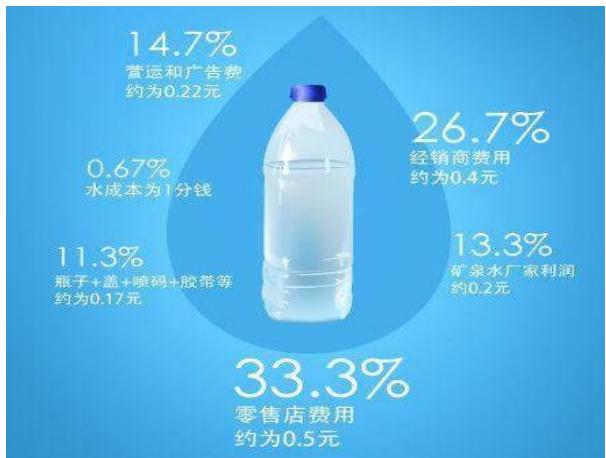 14.7%
营运和广告费
约为0.22元
26.7%
经销商费用
约为0.4元
0.67%
水成本为1分钱
11.3%
瓶子+盖+喷码+胶带等
约为0.17元
13.3%
矿泉水厂家利润
约0.2元
33.3%
零售店费用
约为0.5元